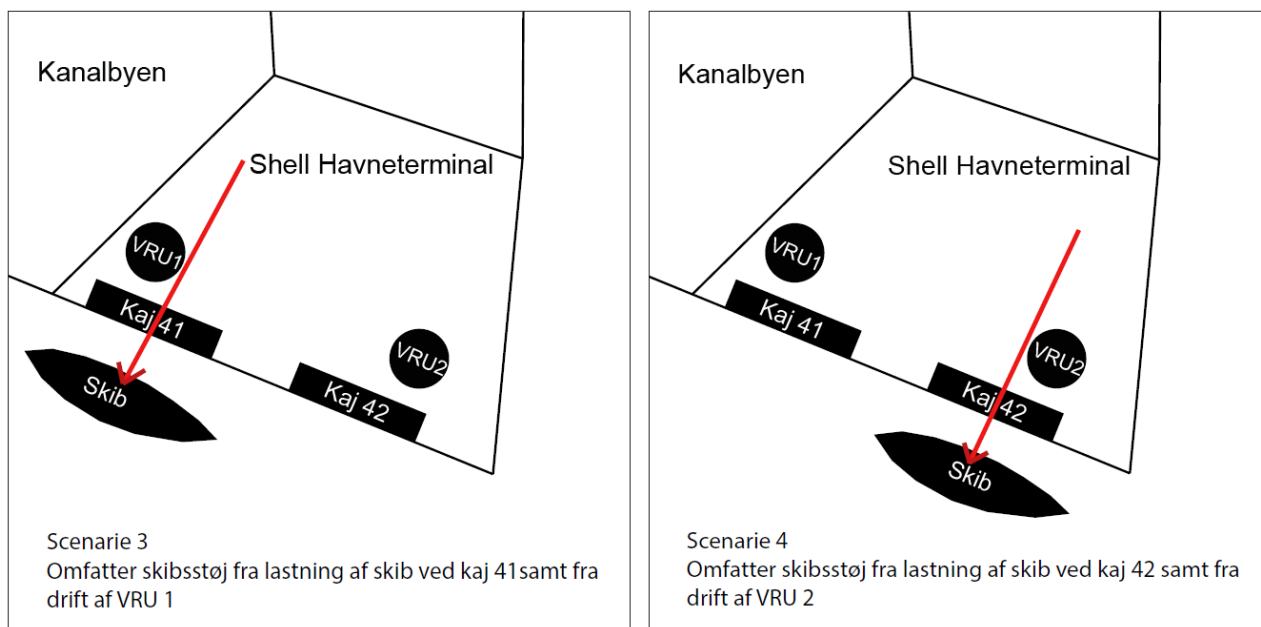 Kanalbyen
Shell Havneterminal
VRU1
Kaj 41
VRU2
Kaj 42
Skib
Scenarie 3
Omfatter skibsstøj fra lastning af skib ved kaj 41samt fra
drift af VRU 1
Kanalbyen
Shell Havneterminal
VRU1
Kaj 41
VRU2
Kaj 42
Skib
Scenarie 4
Omfatter skibsstøj fra lastning af skib ved kaj 42 samt fra
drift af VRU 2